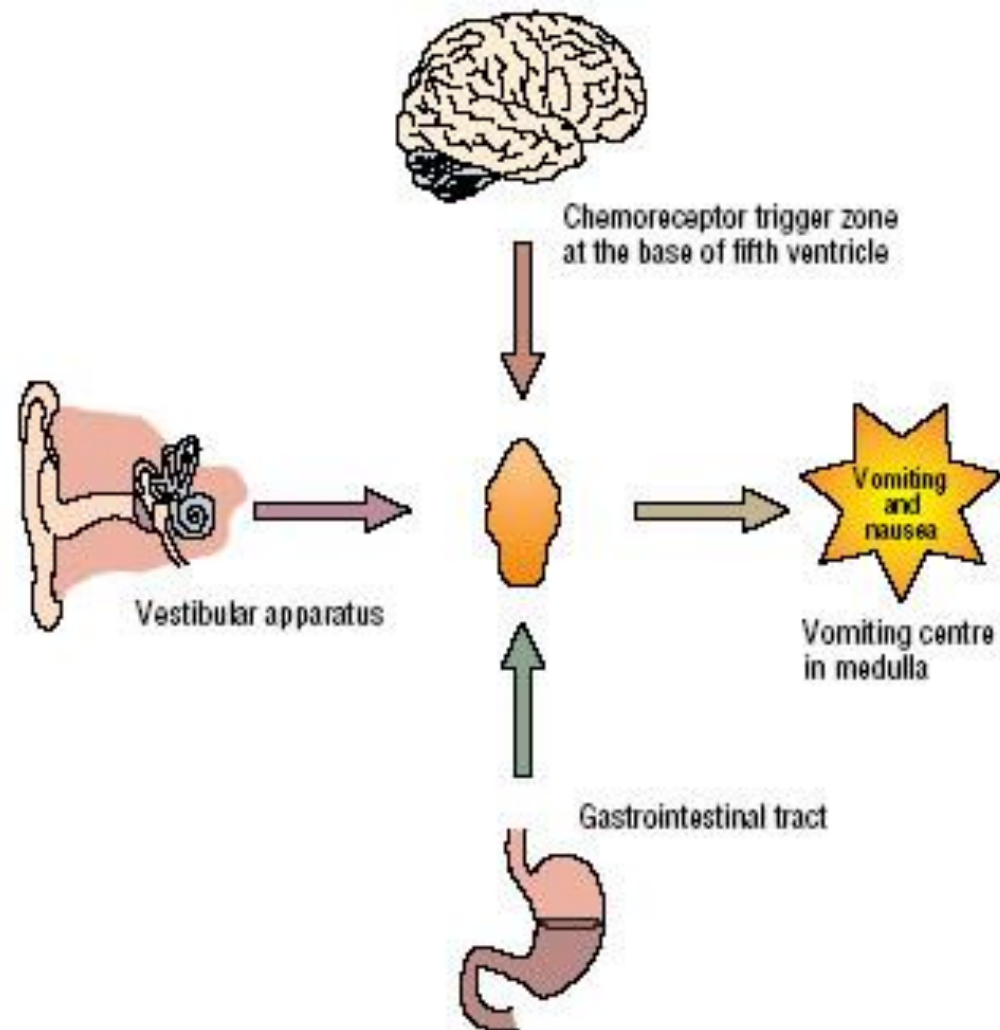 Chemoreceptor trigger zone
at the base of fifth ventricle
Vestibular apparatus
Vomiting
and
nausea
Vomiting centre
in medulla
Gastrointestinal tract